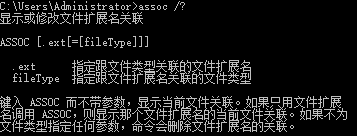 C:\Users\Administrator>assoc /?
显示或修改文件扩展名关联
ASSOC [.ext[=[fileType]]]
.ext 指定跟文件类型关联的文件扩展名
fileType 指定跟文件扩展名关联的文件类型
键入 ASSOC 而不带参数，显示当前文件关联。如果只用文件扩展
名调用 ASSOC，则显示那个文件扩展名的当前文件关联。如果不为
文件类型指定任何参数，命令会删除文件扩展名的关联。